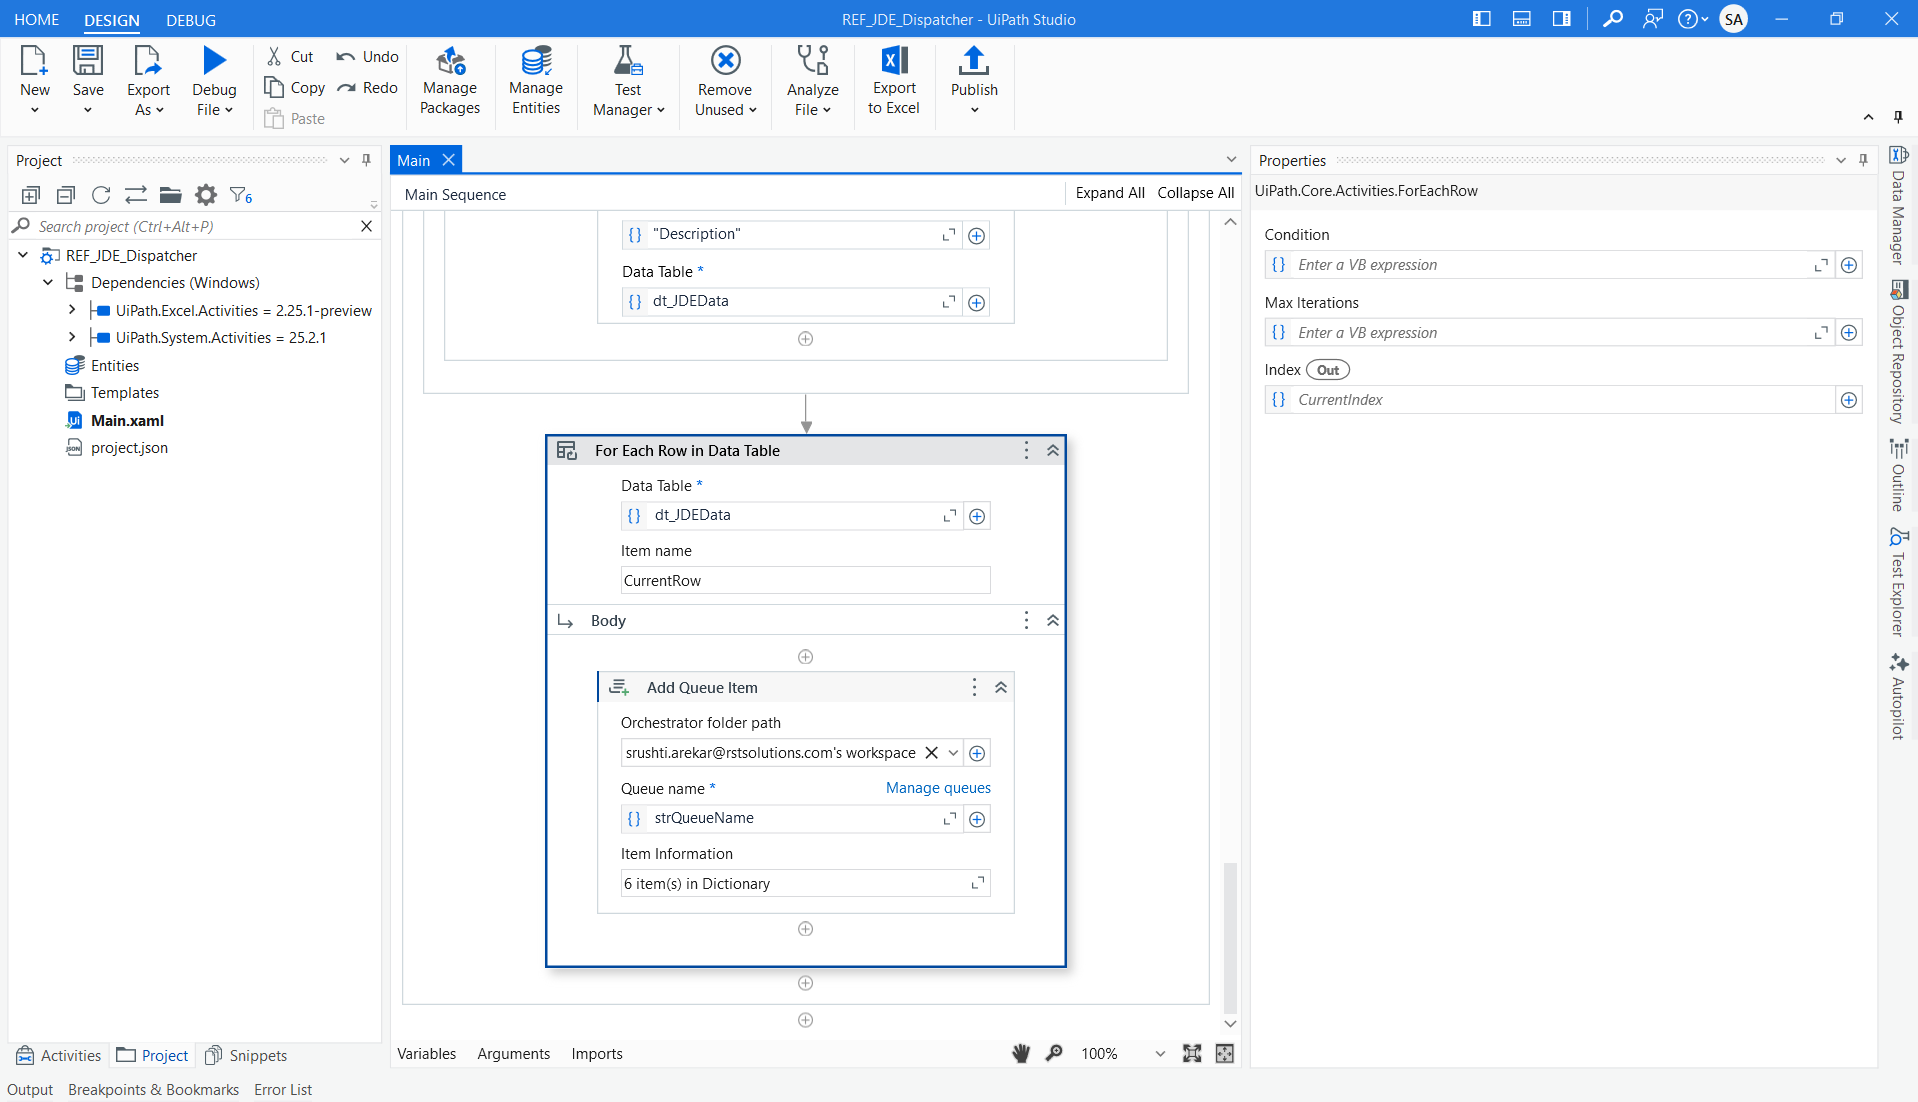 HOME DESIGN DEBUG
REF_JDE_Dispatcher - UiPath Studio
SA
New
Save
Export As
Debug File
Cut
Copy
Paste
Undo
Redo
Manage Packages
Manage Entities
Test Manager
Remove Unused
Analyze File
Export to Excel
Publish
Project
6
Search project (Ctrl+Alt+P)
REF_JDE_Dispatcher
Dependencies (Windows)
UiPath.Excel.Activities = 2.25.1-preview
UiPath.System.Activities = 25.2.1
Entities
Templates
Main.xaml
project.json
Activities Project Snippets
Main
Main Sequence
Expand All Collapse All
"Description"
Data Table *
dt_JDEData
For Each Row in Data Table
Data Table *
dt_JDEData
Item name
CurrentRow
Body
Add Queue Item
Orchestrator folder path
srushti.arekar@rstsolutions.com's workspace
Queue name *
Manage queues
strQueueName
Item Information
6 item(s) in Dictionary
Variables Arguments Imports
100%
Properties
UiPath.Core.Activities.ForEachRow
Condition
Enter a VB expression
Max Iterations
Enter a VB expression
Index Out
CurrentIndex
Data Manager
Object Repository
Outline
Test Explorer
Autopilot
Output Breakpoints & Bookmarks Error List